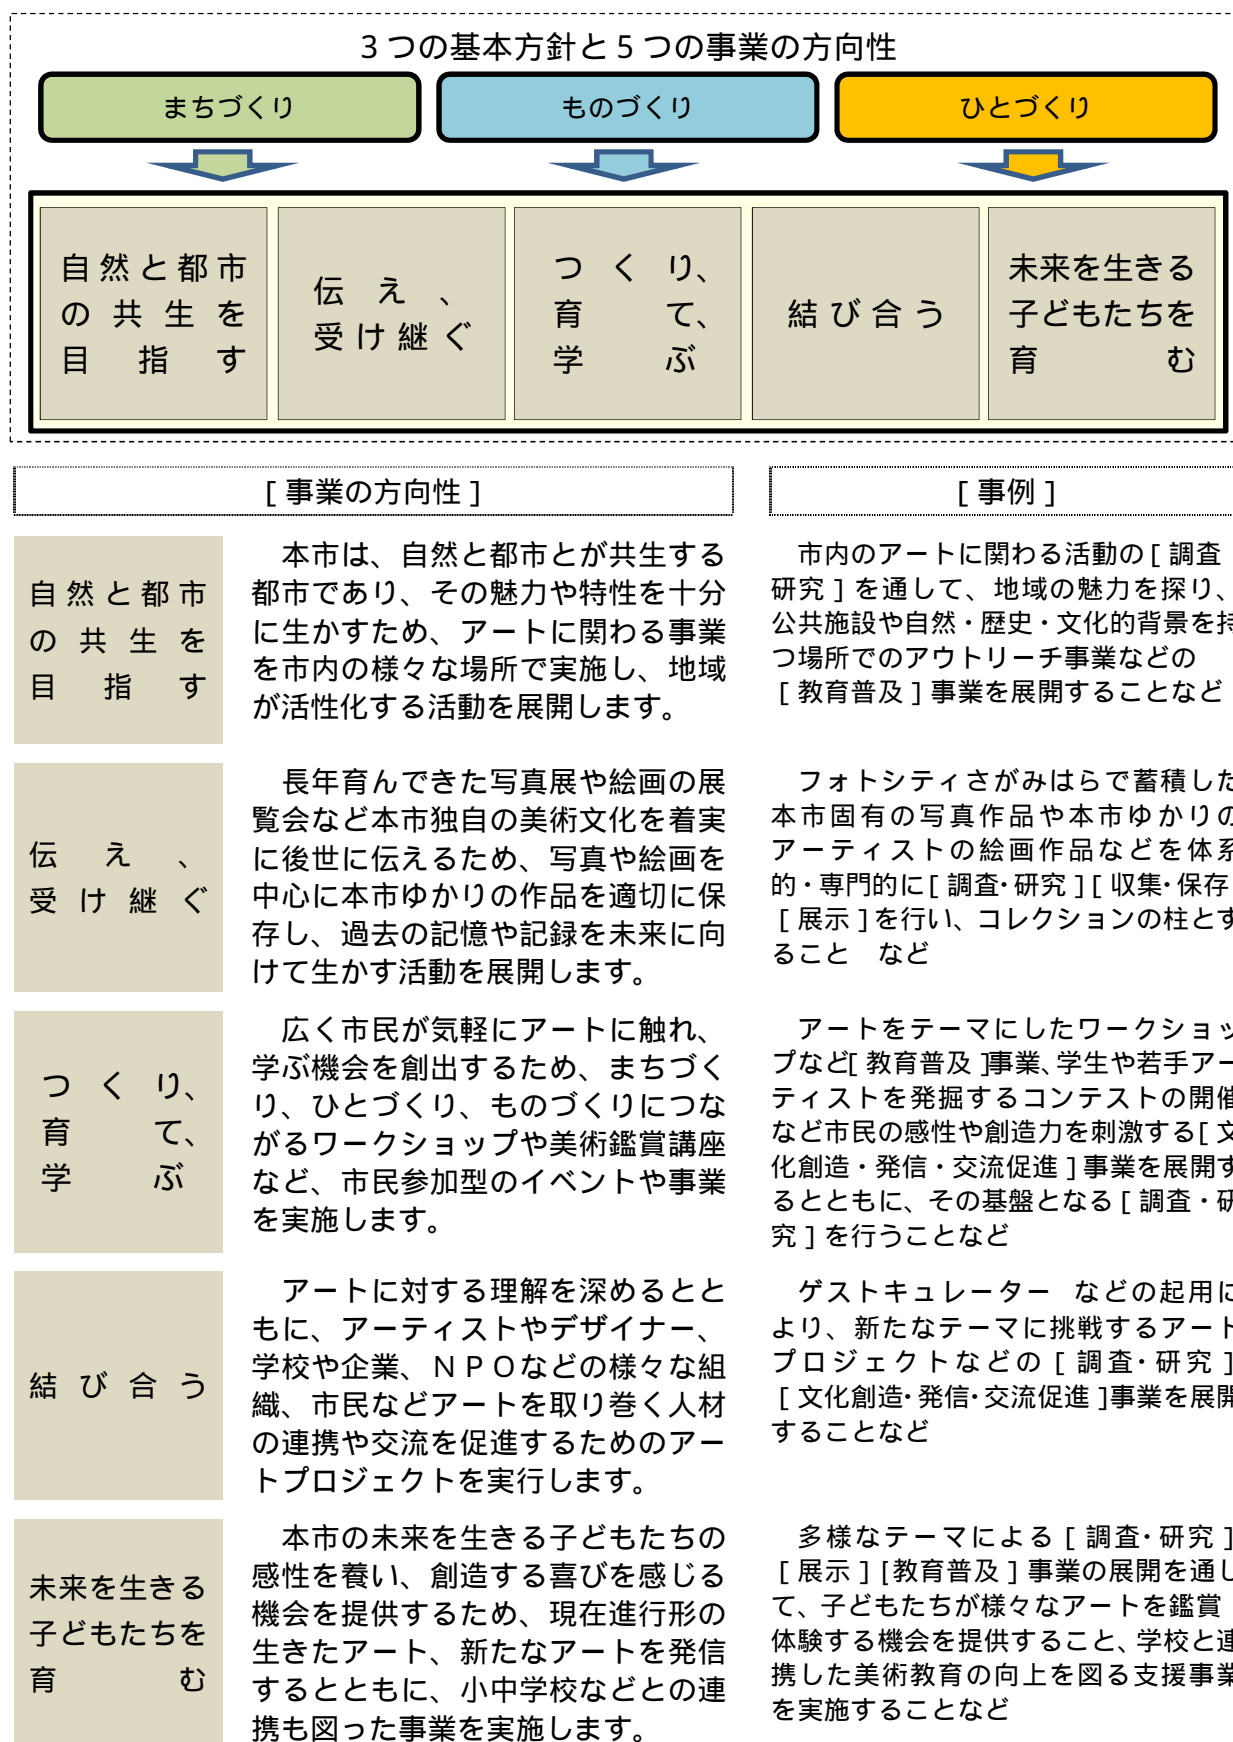 ３つの基本方針と５つの事業の方向性
まちづくり
ものづくり
ひとづくり
自然と都市
の共生を
目指す
伝え、
受け継ぐ
つくり、
育て、
学ぶ
結び合う
未来を生きる
子どもたちを
育む
[ 事業の方向性 ]
[ 事例 ]
自然と都市
の共生を
目指す
本市は、自然と都市とが共生する
都市であり、その魅力や特性を十分
に生かすため、アートに関わる事業
を市内の様々な場所で実施し、地域
が活性化する活動を展開します。
市内のアートに関わる活動の[ 調査
研究 ] を通して、地域の魅力を探り、
公共施設や自然・歴史・文化的背景を持
つ場所でのアウトリーチ事業などの
[ 教育普及 ] 事業を展開することなど
伝え、
受け継ぐ
長年育んできた写真展や絵画の展
覧会など本市独自の美術文化を着実
に後世に伝えるため、写真や絵画を
中心に本市ゆかりの作品を適切に保
存し、過去の記憶や記録を未来に向
けて生かす活動を展開します。
フォトシティさがみはらで蓄積した
本市固有の写真作品や本市ゆかりの
アーティストの絵画作品などを体系
的・専門的に[ 調査・研究 ][ 収集・保存
[ 展示 ]を行い、コレクションの柱とす
ること　など
つくり、
育て、
学ぶ
広く市民が気軽にアートに触れ、
学ぶ機会を創出するため、まちづく
り、ひとづくり、ものづくりにつな
がるワークショップや美術鑑賞講座
など、市民参加型のイベントや事業
を実施します。
アートをテーマにしたワークショッ
プなど[ 教育普及 ]事業、学生や若手アー
ティストを発掘するコンテストの開催
など市民の感性や創造力を刺激する[ 文
化創造・発信・交流促進 ] 事業を展開す
るとともに、その基盤となる [ 調査・研
究 ] を行うことなど
結び合う
アートに対する理解を深めるとと
もに、アーティストやデザイナー、
学校や企業、ＮＰＯなどの様々な組
織、市民などアートを取り巻く人材
の連携や交流を促進するためのアー
トプロジェクトを実行します。
ゲストキュレーター　などの起用に
より、新たなテーマに挑戦するアート
プロジェクトなどの [ 調査・研究 ]
[ 文化創造・発信・交流促進 ]事業を展開
することなど
未来を生きる
子どもたちを
育む
本市の未来を生きる子どもたちの
感性を養い、創造する喜びを感じる
機会を提供するため、現在進行形の
生きたアート、新たなアートを発信
するとともに、小中学校などとの連
携も図った事業を実施します。
多様なテーマによる [ 調査・研究 ]
[ 展示 ] [教育普及 ] 事業の展開を通し
て、子どもたちが様々なアートを鑑賞
体験する機会を提供すること、学校と連
携した美術教育の向上を図る支援事業
を実施することなど